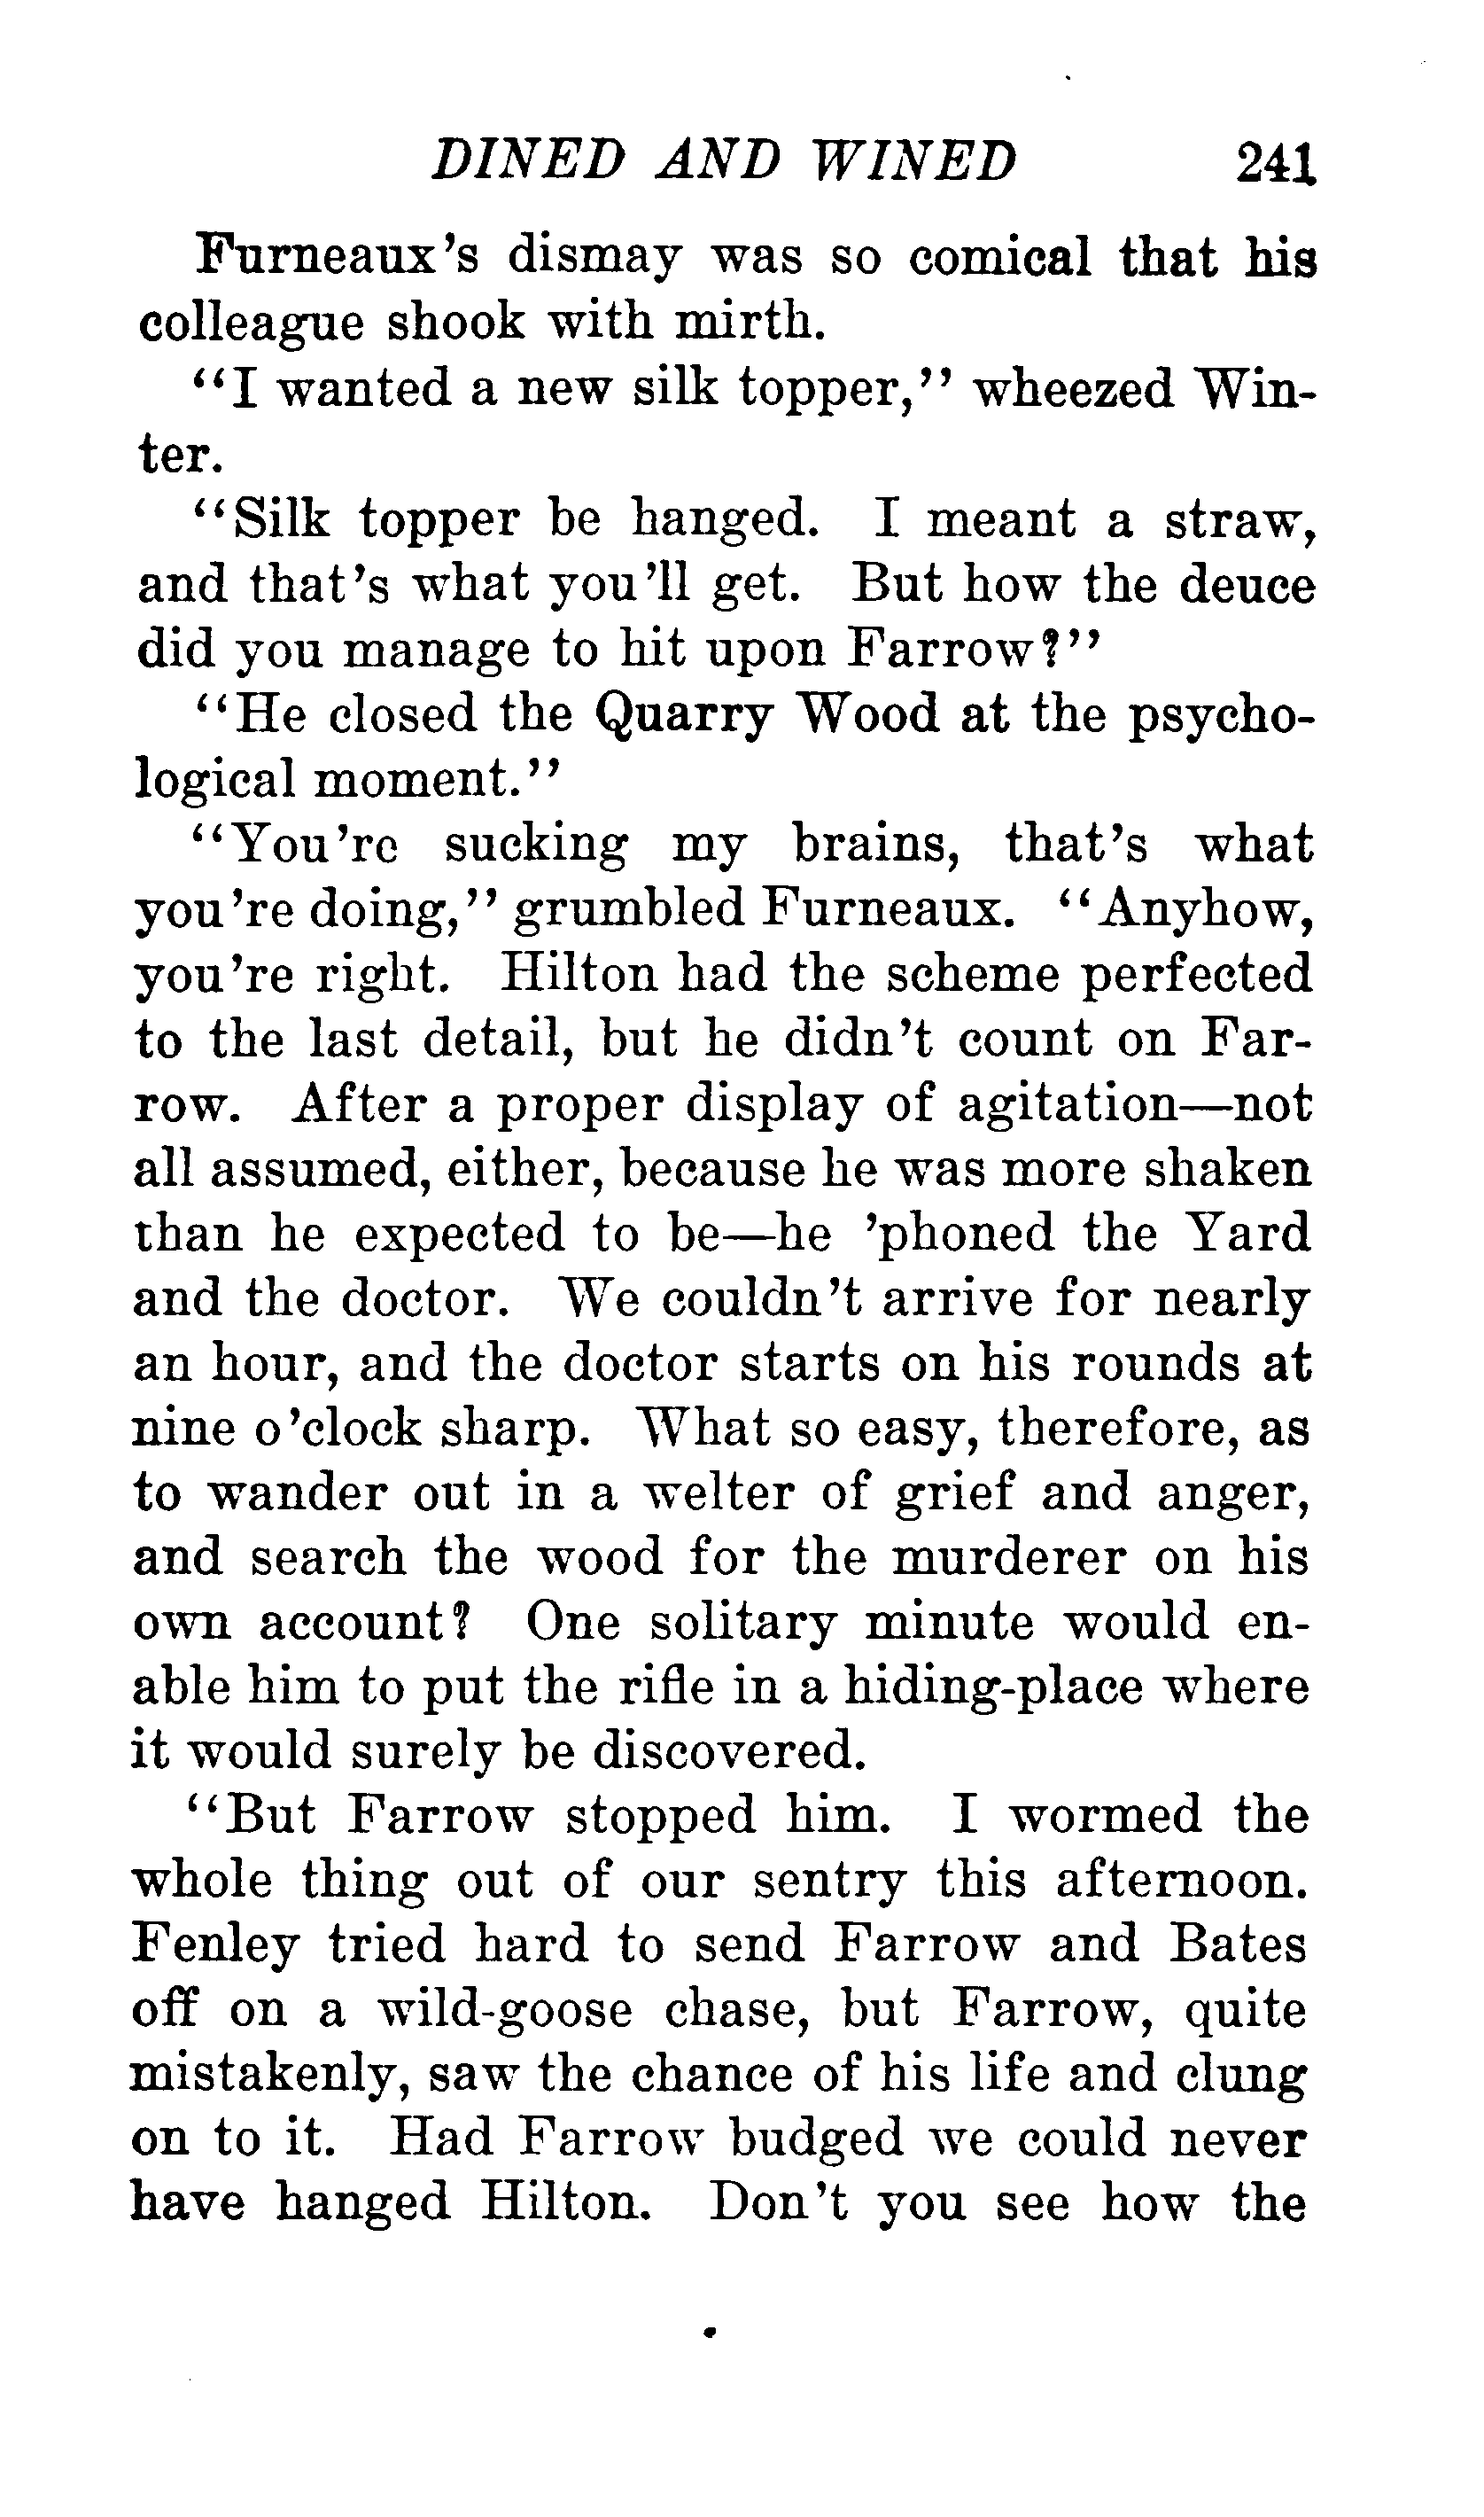 DINED AND WINED 241
Furneaux's dismay was so comical that his
colleague shook with mirth.
"I wanted a new silk topper," wheezed Win-
ter.
"Silk topper be hanged. I meant a straw,
and that's what you'll get. But how the deuce
did you manage to hit upon Farrow?"
"He closed the Quarry Wood at the psycho-
logical moment."
"You're sucking my brains, that's what
you're doing," grumbled Furneaux. "Anyhow,
you're right. Hilton had the scheme perfected
to the last detail, but he didn't count on Far-
row. After a proper display of agitation—not
all assumed, either, because he was more shaken
than he expected to be—he 'phoned the Yard
and the doctor. We couldn't arrive for nearly
an hour, and the doctor starts on his rounds at
nine o'clock sharp. What so easy, therefore, as
to wander out in a welter of grief and anger,
and search the wood for the murderer on his
own account? One solitary minute would en-
able him to put the rifle in a hiding-place where
it would surely be discovered.
"But Farrow stopped him. I wormed the
whole thing out of our sentry this afternoon.
Fenley tried hard to send Farrow and Bates
off on a wild-goose chase, but Farrow, quite
mistakenly, saw the chance of his life and clung
on to it. Had Farrow budged we could never
have hanged Hilton. Don't you see how the